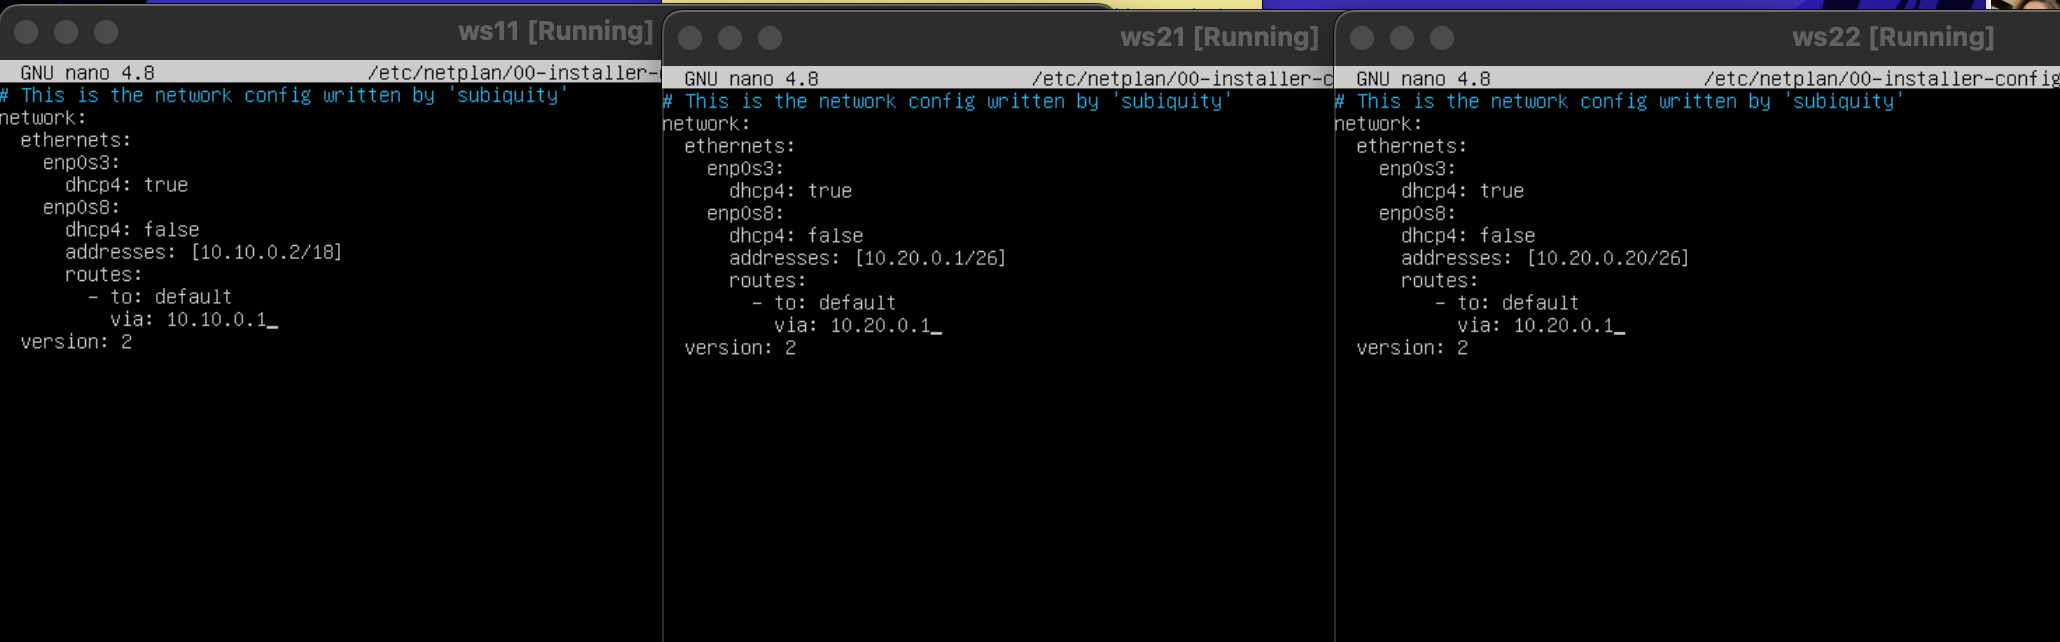 ws11 [Running]
GNU nano 4.8 /etc/netplan/00-installer-
# This is the network config written by 'subiquity'
network:
  ethernets:
    enp0s3:
      dhcp4: true
    enp0s8:
      dhcp4: false
      addresses: [10.10.0.2/18]
      routes:
        - to: default
          via: 10.10.0.1_
  version: 2
ws21 [Running]
GNU nano 4.8 /etc/netplan/00-installer-c
# This is the network config written by 'subiquity'
network:
  ethernets:
    enp0s3:
      dhcp4: true
    enp0s8:
      dhcp4: false
      addresses: [10.20.0.1/26]
      routes:
        - to: default
          via: 10.20.0.1_
  version: 2
ws22 [Running]
GNU nano 4.8 /etc/netplan/00-installer-config
# This is the network config written by 'subiquity'
network:
  ethernets:
    enp0s3:
      dhcp4: true
    enp0s8:
      dhcp4: false
      addresses: [10.20.0.20/26]
      routes:
         - to: default
           via: 10.20.0.1_
  version: 2